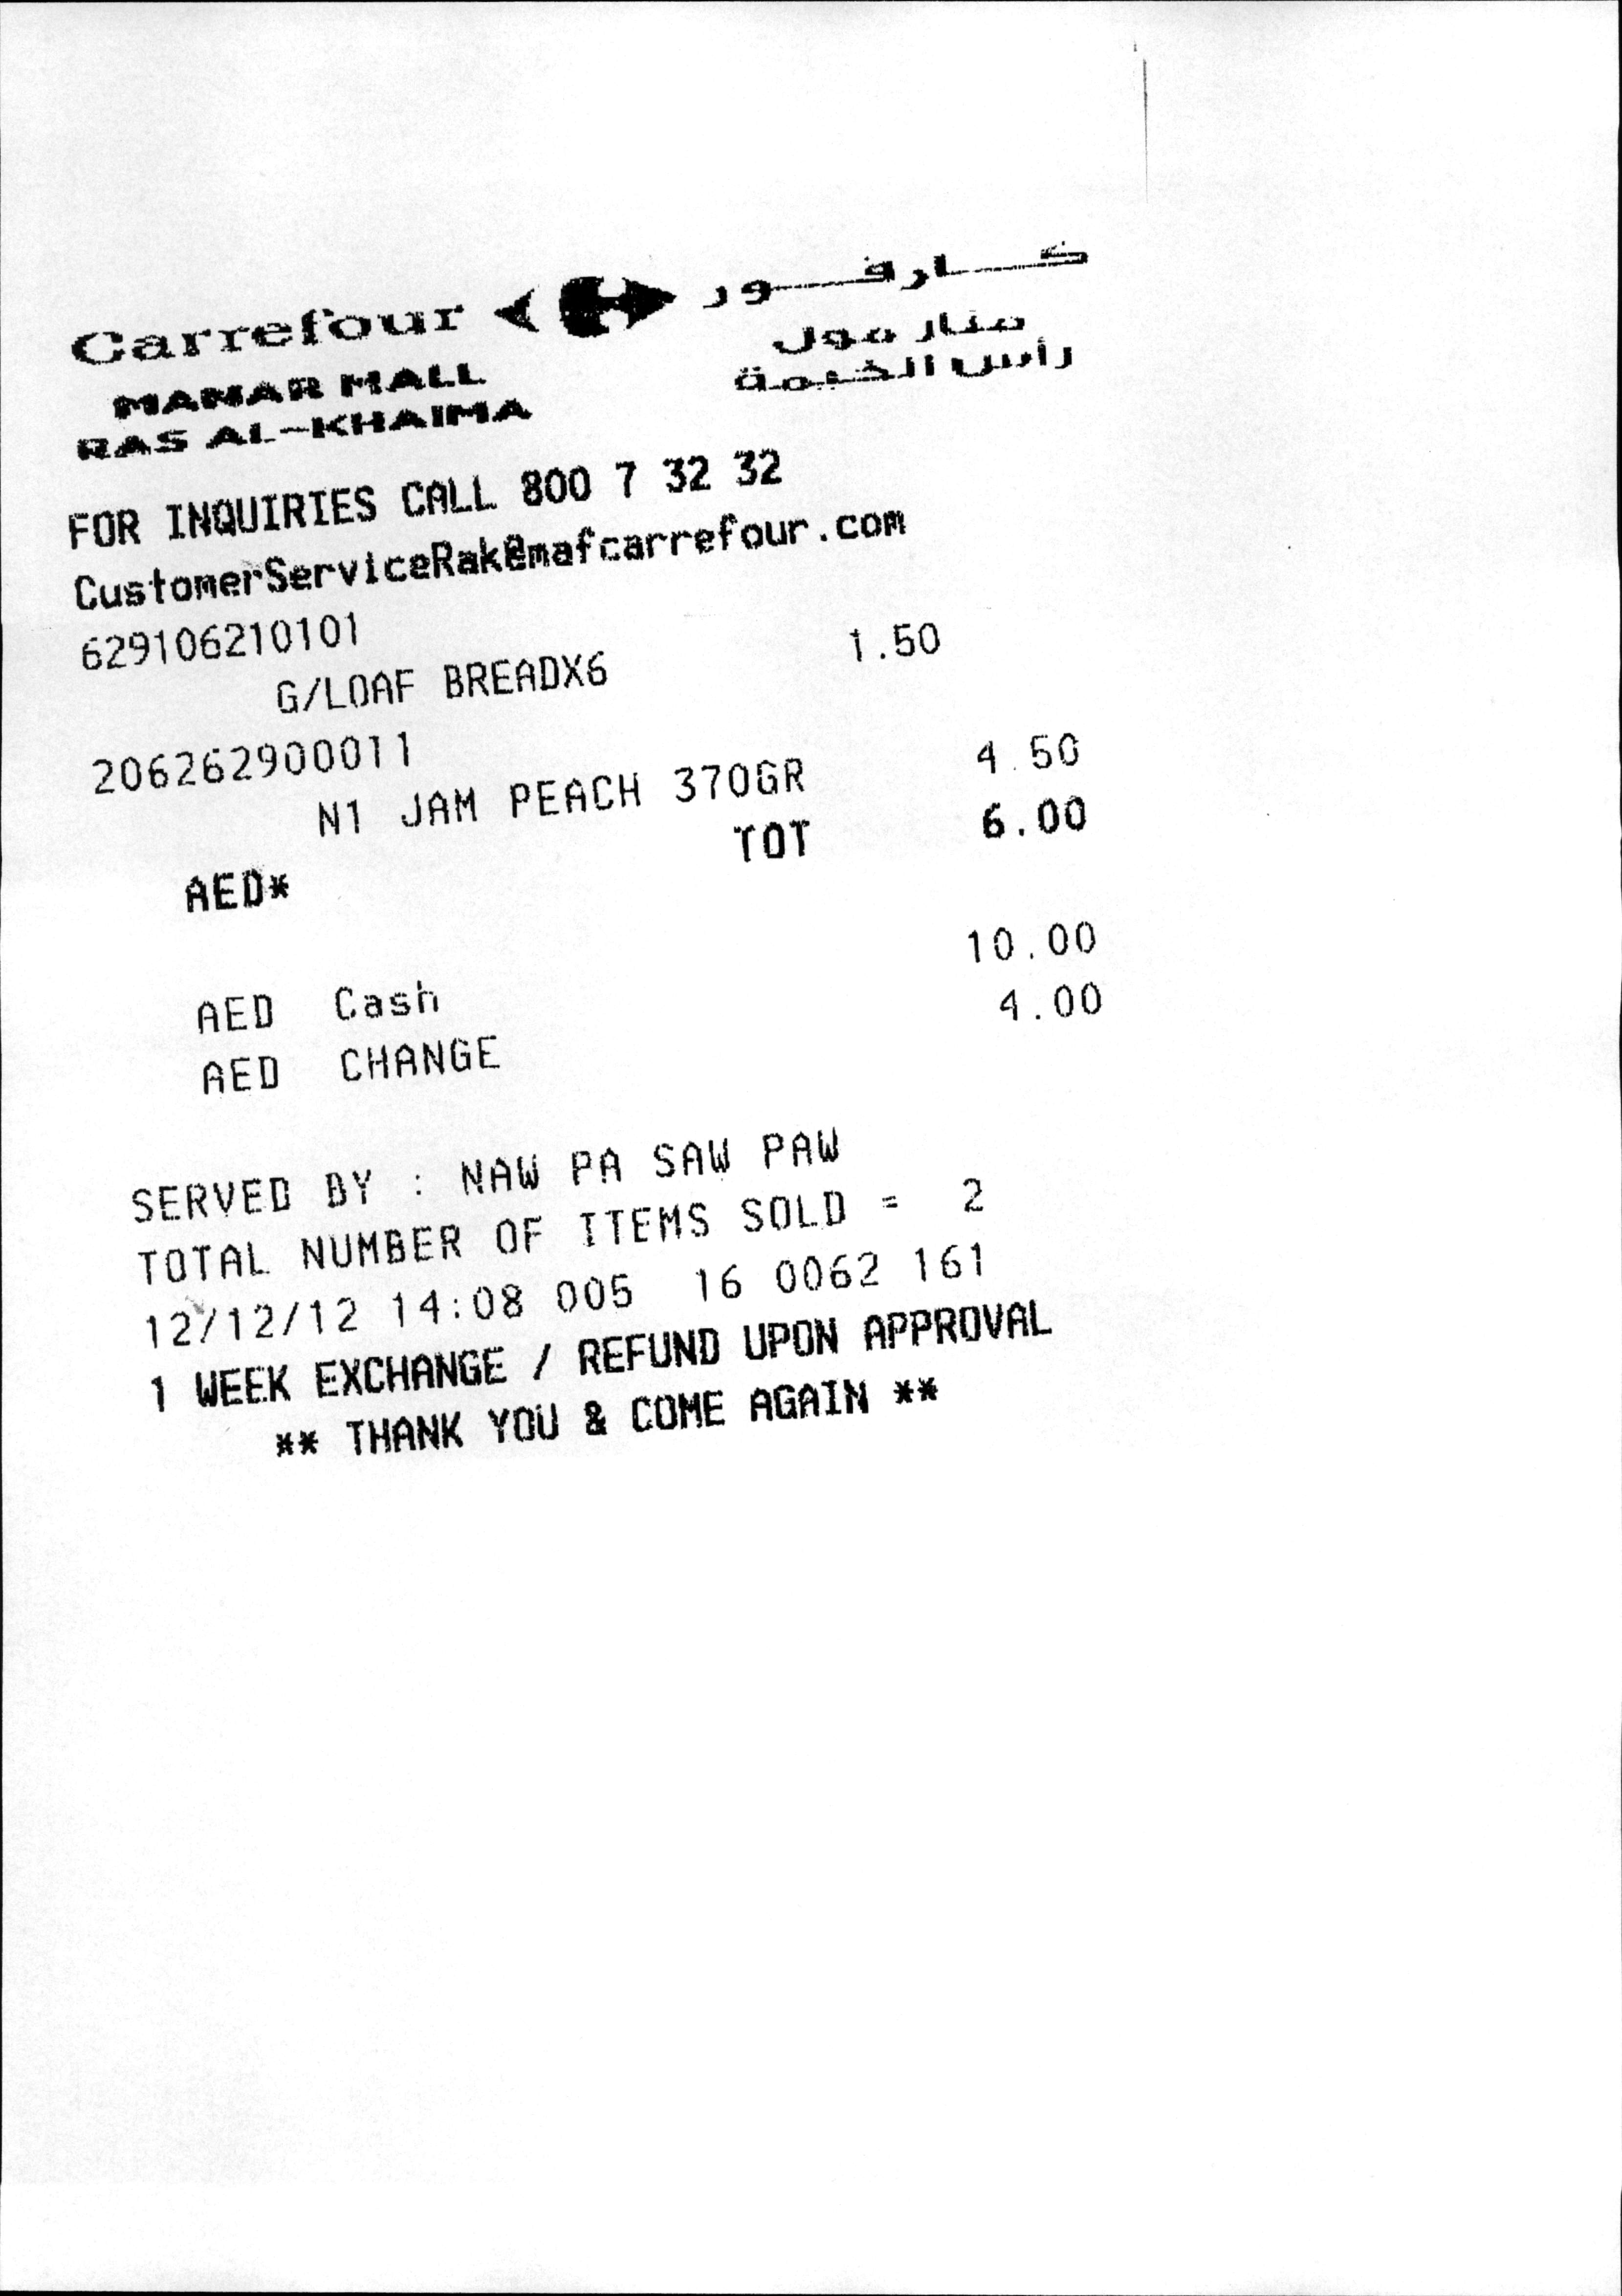 Carrefour كارفور
MANAR MALL منار مول
RAS AL-KHAIMA رأس الخيمة
FOR INQUIRIES CALL 800 7 32 32
CustomerServiceRak@mafcarrefour.com
629106210101
G/LOAF BREADX6 1.50
206262900011
N1 JAM PEACH 370GR 4.50
AED* TOT 6.00
AED Cash 10.00
AED CHANGE 4.00
SERVED BY : NAW PA SAW PAW
TOTAL NUMBER OF ITEMS SOLD = 2
12/12/12 14:08 005 16 0062 161
1 WEEK EXCHANGE / REFUND UPON APPROVAL
** THANK YOU & COME AGAIN **